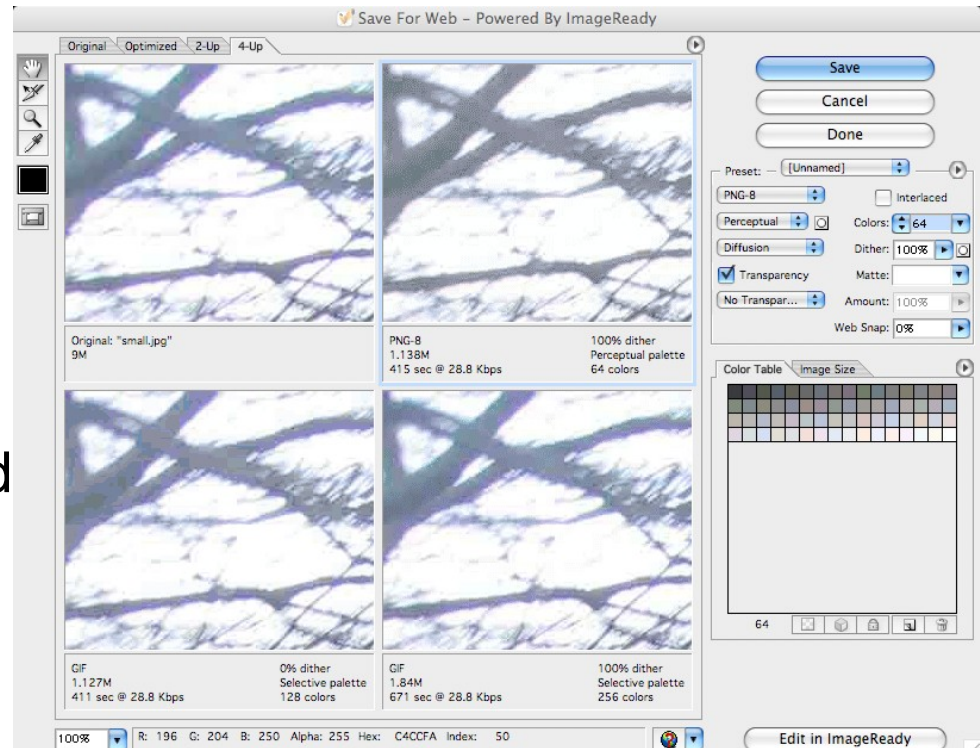 Save For Web – Powered By ImageReady
Original Optimized 2-Up 4-Up
Original: "small.jpg"
9M
PNG-8 100% dither
1.138M Perceptual palette
415 sec @ 28.8 Kbps 64 colors
GIF 0% dither
1.127M Selective palette
411 sec @ 28.8 Kbps 128 colors
GIF 100% dither
1.84M Selective palette
671 sec @ 28.8 Kbps 256 colors
100% R: 196 G: 204 B: 250 Alpha: 255 Hex: C4CCFA Index: 50
Save
Cancel
Done
Preset: [Unnamed]
PNG-8 Interlaced
Perceptual Colors: 64
Diffusion Dither: 100%
Transparency Matte:
No Transpar... Amount: 100%
Web Snap: 0%
Color Table Image Size
64
Edit in ImageReady